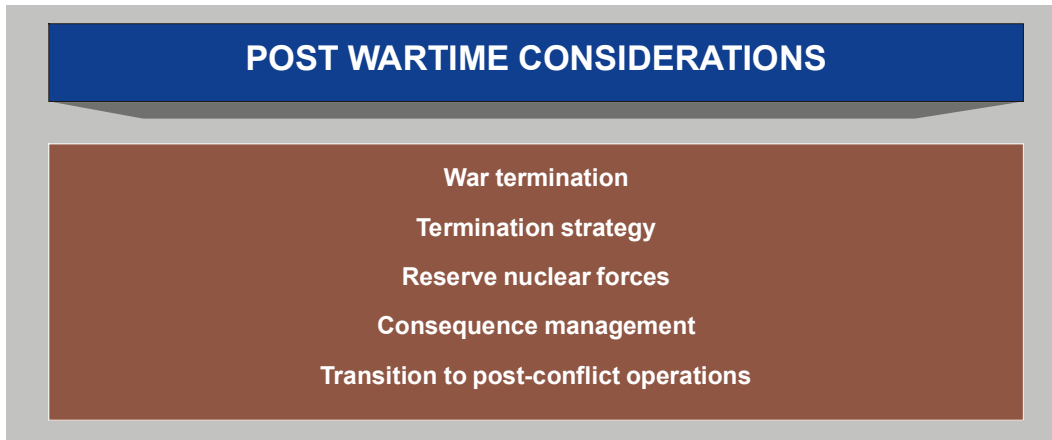 POST WARTIME CONSIDERATIONS
War termination
Termination strategy
Reserve nuclear forces
Consequence management
Transition to post-conflict operations